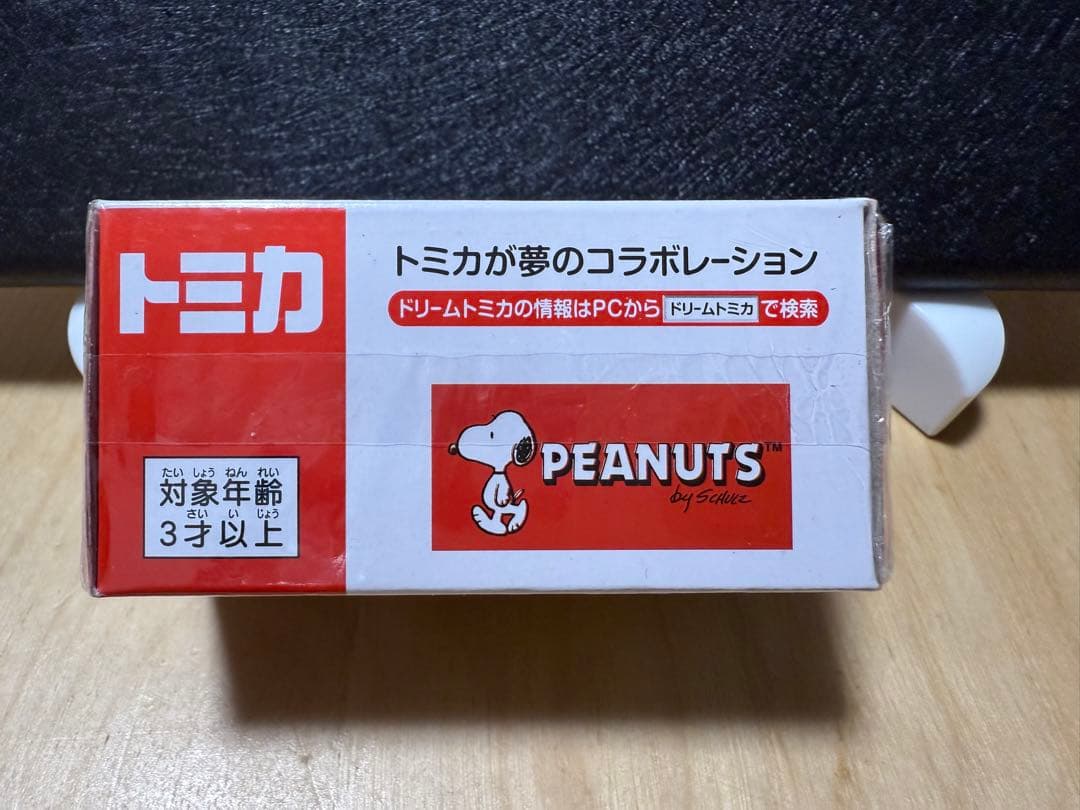 トミカ
トミカが夢のコラボレーション
ドリームトミカの情報はPCから ドリームトミカ で検索
PEANUTS™
by SCHULZ
たい しょう ねん れい
対象年齢
さい い じょう
3才以上